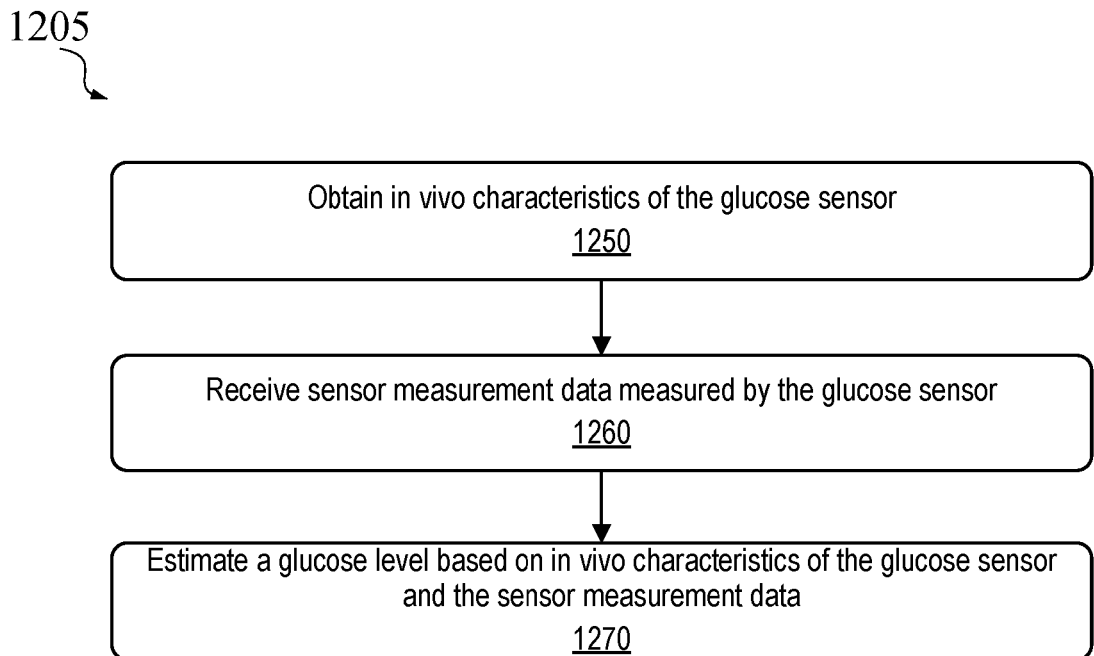 1205
Obtain in vivo characteristics of the glucose sensor
1250
Receive sensor measurement data measured by the glucose sensor
1260
Estimate a glucose level based on in vivo characteristics of the glucose sensor
and the sensor measurement data
1270